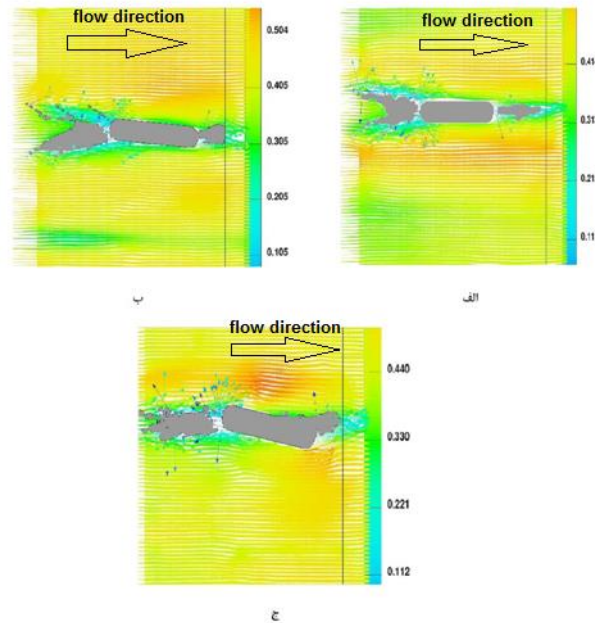 flow direction
0.504
0.405
0.305
0.205
0.105
ب
flow direction
0.41
0.31
0.21
0.11
الف
flow direction
0.440
0.330
0.221
0.112
ج